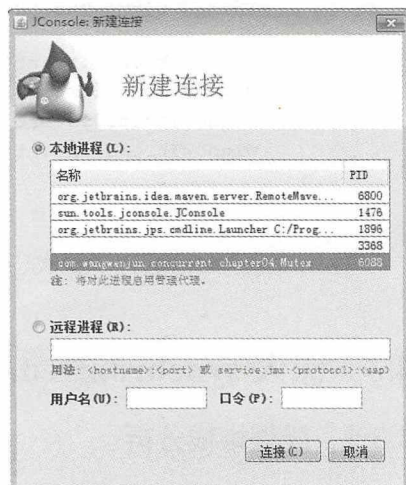 JConsole: 新建连接
新建连接
本地进程(L):
名称 PID
org.jetbrains.idea.maven.server.RemoteMave... 6800
sun.tools.jconsole.JConsole 1476
org.jetbrains.jps.cmdline.Launcher C:/Prog... 1896
3368
com.wangwenjun.concurrent.chapter04.Mutex 6088
注: 将对此进程启用管理代理。
远程进程(R):
用法: <hostname>:<port> 或 service:jmx:<protocol>:<sap>
用户名(U): 口令(P):
连接(C) 取消